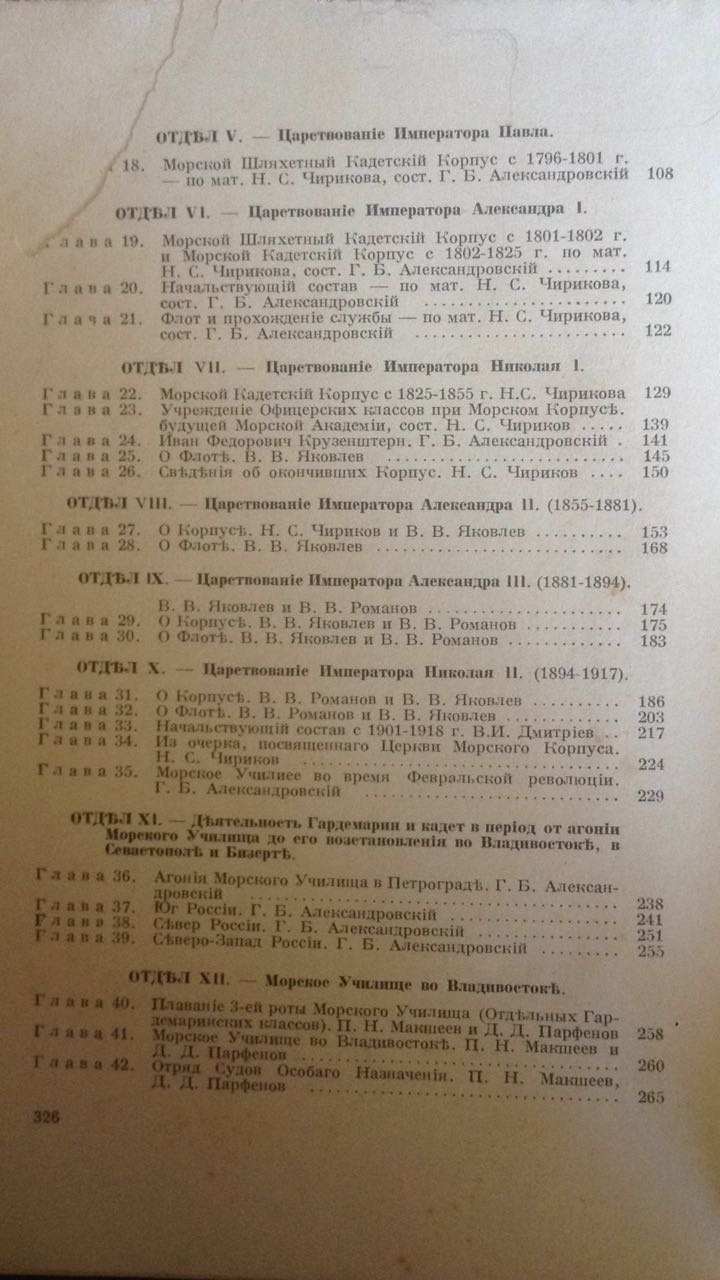 ОТДѢЛ V. — Царствованіе Императора Павла.
18. Морской Шляхетный Кадетскій Корпус с 1796-1801 г.
— по мат. Н. С. Чирикова, сост. Г. Б. Александровскій 108
ОТДѢЛ VI. — Царствованіе Императора Александра I.
Глава 19. Морской Шляхетный Кадетскій Корпус с 1801-1802 г.
и Морской Кадетскій Корпус с 1802-1825 г. по мат.
Н. С. Чирикова, сост. Г. Б. Александровскій ......... 114
Глава 20. Начальствующій состав — по мат. Н. С. Чирикова,
сост. Г. Б. Александровскій ........................ 120
Глача 21. Флот и прохожденіе службы — по мат. Н. С. Чирикова,
сост. Г. Б. Александровскій ........................ 122
ОТДѢЛ VII. — Царствованіе Императора Николая I.
Глава 22. Морской Кадетскій Корпус с 1825-1855 г. Н.С. Чирикова 129
Глава 23. Учрежденіе Офицерских классов при Морском Корпусѣ.
будущей Морской Академіи, сост. Н. С. Чириков ..... 139
Глава 24. Иван Федорович Крузенштерн. Г. Б. Александровскій . 141
Глава 25. О Флотѣ. В. В. Яковлев ........................ 145
Глава 26. Свѣдѣнія об окончивших Корпус. Н. С. Чириков .... 150
ОТДѢЛ VIII. — Царствованіе Императора Александра II. (1855-1881).
Глава 27. О Корпусѣ. Н. С. Чириков и В. В. Яковлев .......... 153
Глава 28. О Флотѣ. В. В. Яковлев ......................... 168
ОТДѢЛ IX. — Царствованіе Императора Александра III. (1881-1894).
В. В. Яковлев и В. В. Романов ...................... 174
Глава 29. О Корпусѣ. В. В. Яковлев и В. В. Романов ........... 175
Глава 30. О Флотѣ. В. В. Яковлев и В. В. Романов ............. 183
ОТДѢЛ X. — Царствованіе Императора Николая II. (1894-1917).
Глава 31. О Корпусѣ. В. В. Романов и В. В. Яковлев .......... 186
Глава 32. О Флотѣ. В. В. Романов и В. В. Яковлев ............ 203
Глава 33. Начальствующій состав с 1901-1918 г. В.И. Дмитріев .. 217
Глава 34. Из очерка, посвященнаго Церкви Морского Корпуса.
Н. С. Чириков .................................... 224
Глава 35. Морское Училиее во время Февральской революціи.
Г. Б. Александровскій ............................. 229
ОТДѢЛ XI. — Дѣятельность Гардемарин и кадет в період от агоніи
Морского Училища до его возстановленія во Владивостокѣ, в
Севастополѣ и Бизертѣ.
Глава 36. Агонія Морского Училища в Петроградѣ. Г. Б. Алексан-
дровскій ........................................ 238
Глава 37. Юг Россіи. Г. Б. Александровскій ................... 241
Глава 38. Сѣвер Россіи. Г. Б. Александровскій ................ 251
Глава 39. Сѣверо-Запад Россіи. Г. Б. Александровскій .......... 255
ОТДѢЛ XII. — Морское Училище во Владивостокѣ.
Глава 40. Плаваніе 3-ей роты Морского Училища (Отдѣльных Гар-
демаринских классов). П. Н. Макшеев и Д. Д. Парфенов 258
Глава 41. Морское Училище во Владивостокѣ. П. Н. Макшеев и
Д. Д. Парфенов .................................. 260
Глава 42. Отряд Судов Особаго Назначенія. П. Н. Макшеев,
Д. Д. Парфенов .................................. 265
326